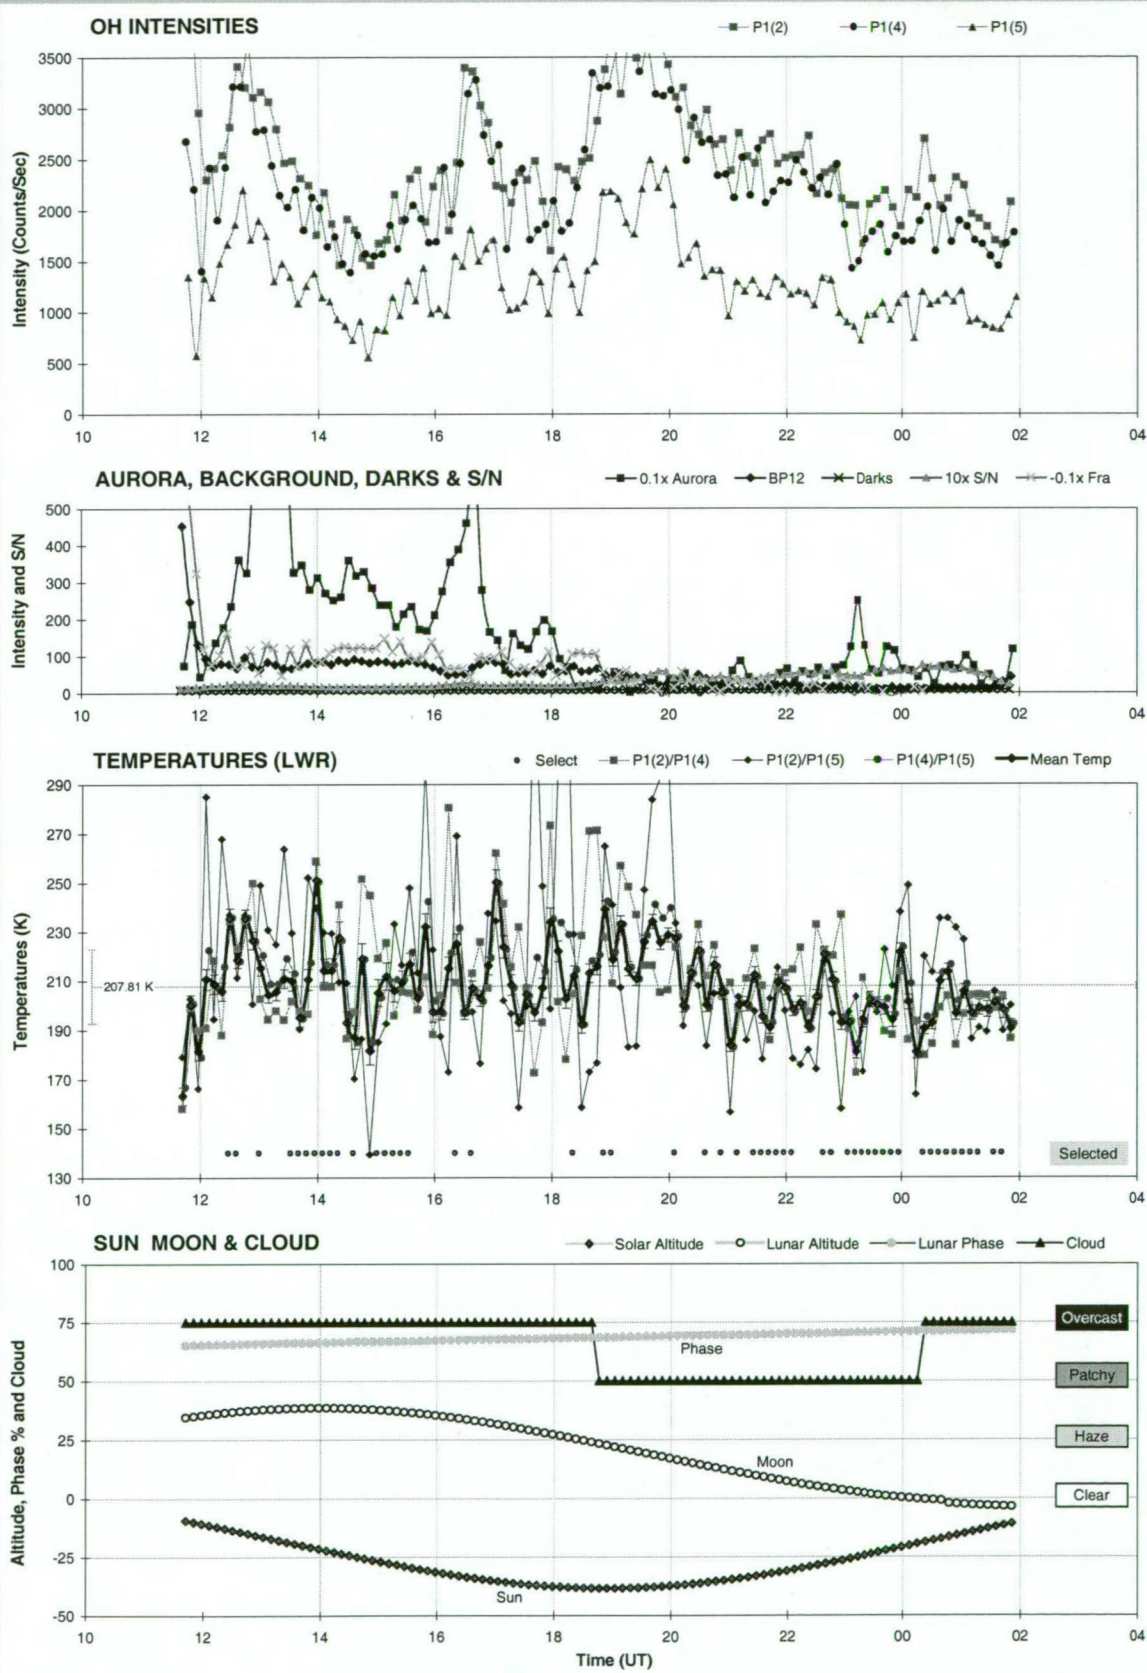 OH INTENSITIES
P1(2) P1(4) P1(5)
Intensity (Counts/Sec)
3500
3000
2500
2000
1500
1000
500
0
10 12 14 16 18 20 22 00 02 04
AURORA, BACKGROUND, DARKS & S/N
0.1x Aurora BP12 Darks 10x S/N -0.1x Fra
Intensity and S/N
500
400
300
200
100
0
10 12 14 16 18 20 22 00 02 04
TEMPERATURES (LWR)
Select P1(2)/P1(4) P1(2)/P1(5) P1(4)/P1(5) Mean Temp
Temperatures (K)
290
270
250
230
210
207.81 K
190
170
150
130
Selected
10 12 14 16 18 20 22 00 02 04
SUN MOON & CLOUD
Solar Altitude Lunar Altitude Lunar Phase Cloud
Altitude, Phase % and Cloud
100
75
50
25
0
-25
-50
Overcast
Phase
Patchy
Haze
Moon
Clear
Sun
10 12 14 16 18 20 22 00 02 04
Time (UT)